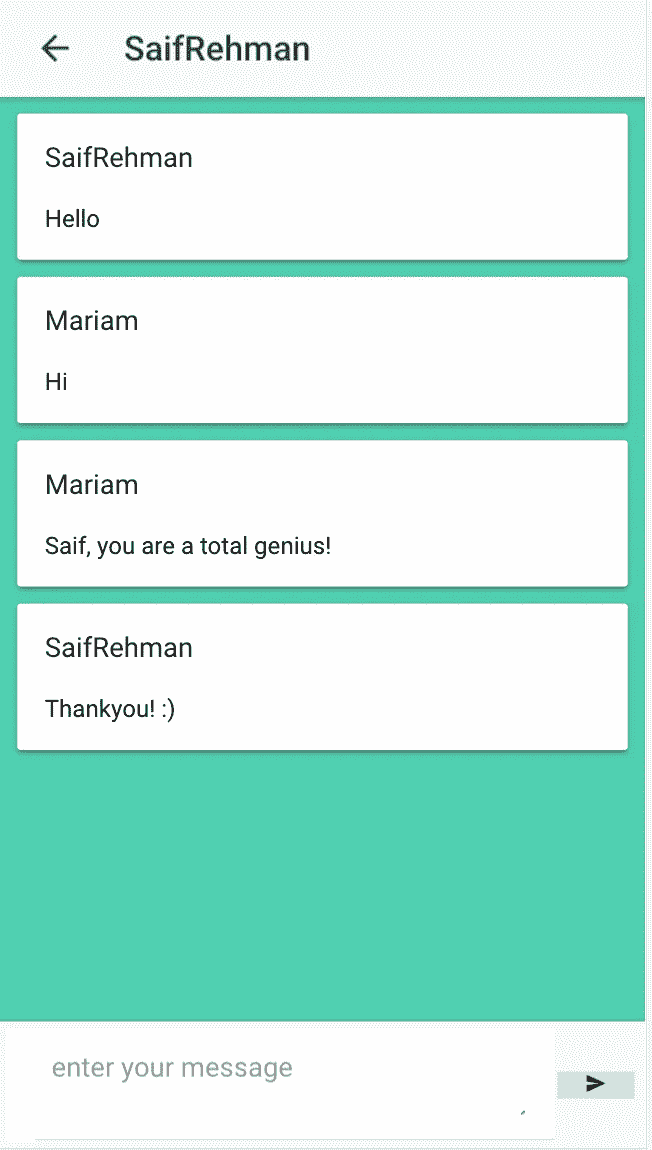 SaifRehman
SaifRehman
Hello
Mariam
Hi
Mariam
Saif, you are a total genius!
SaifRehman
Thankyou! :)
enter your message